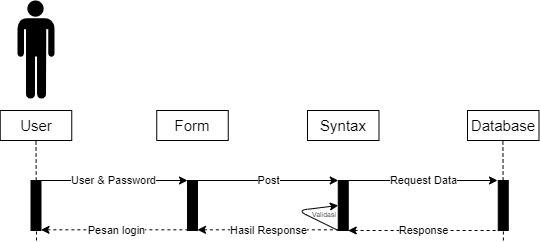 User
Form
Syntax
Database
User & Password
Post
Request Data
Validasi
Pesan login
Hasil Response
Response